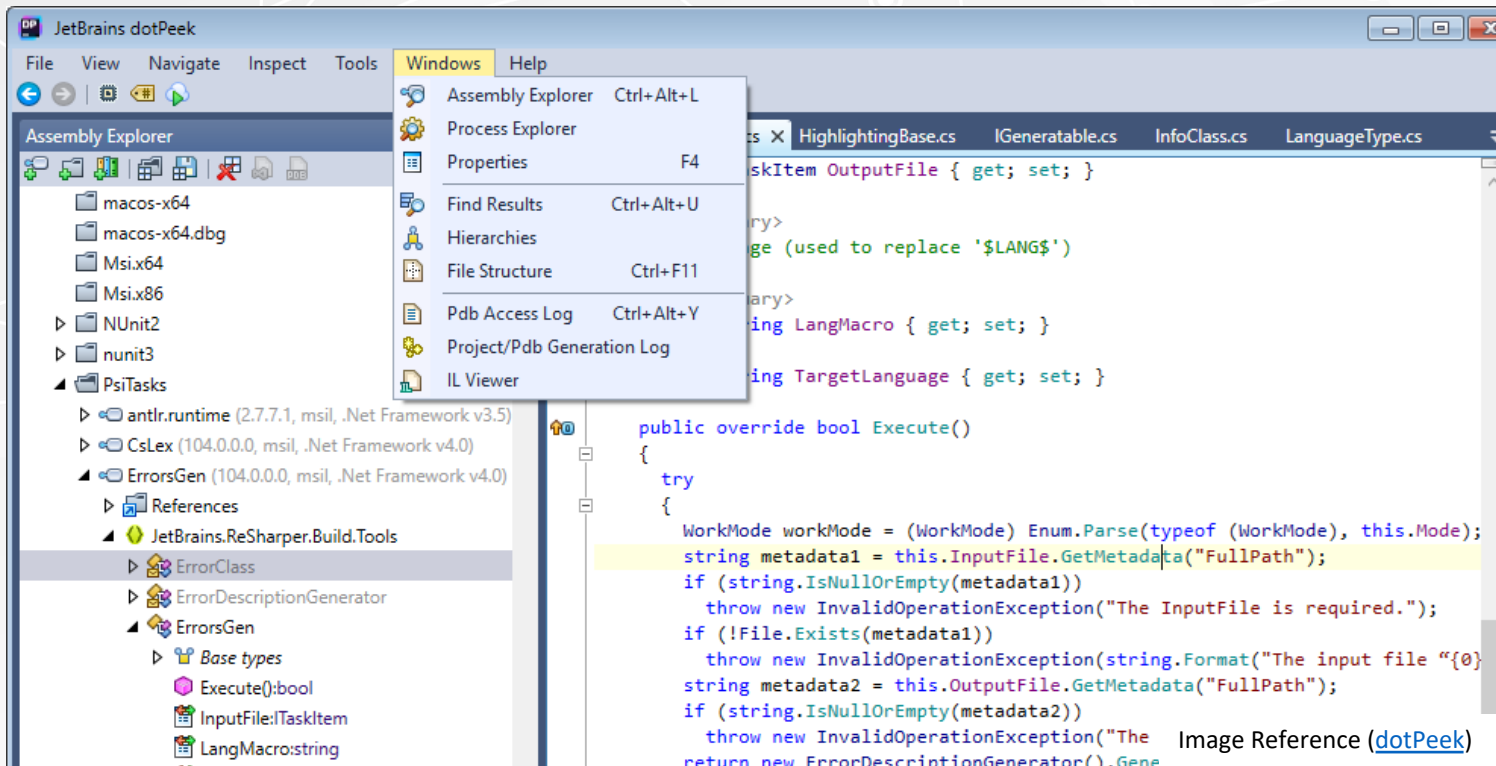 JetBrains dotPeek
File View Navigate Inspect Tools Windows Help
Assembly Explorer Ctrl+Alt+L
Process Explorer
Properties F4
Find Results Ctrl+Alt+U
Hierarchies
File Structure Ctrl+F11
Pdb Access Log Ctrl+Alt+Y
Project/Pdb Generation Log
IL Viewer
Assembly Explorer
macos-x64
macos-x64.dbg
Msi.x64
Msi.x86
NUnit2
nunit3
PsiTasks
antlr.runtime (2.7.7.1, msil, .Net Framework v3.5)
CsLex (104.0.0.0, msil, .Net Framework v4.0)
ErrorsGen (104.0.0.0, msil, .Net Framework v4.0)
References
JetBrains.ReSharper.Build.Tools
ErrorClass
ErrorDescriptionGenerator
ErrorsGen
Base types
Execute():bool
InputFile:ITaskItem
LangMacro:string
cs HighlightingBase.cs IGeneratable.cs InfoClass.cs LanguageType.cs
skItem OutputFile { get; set; }
ry>
ge (used to replace '$LANG$')
ary>
ing LangMacro { get; set; }
ing TargetLanguage { get; set; }
public override bool Execute()
{
try
{
WorkMode workMode = (WorkMode) Enum.Parse(typeof (WorkMode), this.Mode);
string metadata1 = this.InputFile.GetMetadata("FullPath");
if (string.IsNullOrEmpty(metadata1))
throw new InvalidOperationException("The InputFile is required.");
if (!File.Exists(metadata1))
throw new InvalidOperationException(string.Format("The input file “{0}
string metadata2 = this.OutputFile.GetMetadata("FullPath");
if (string.IsNullOrEmpty(metadata2))
throw new InvalidOperationException("The
return new ErrorDescriptionGenerator().Gene
Image Reference (dotPeek)